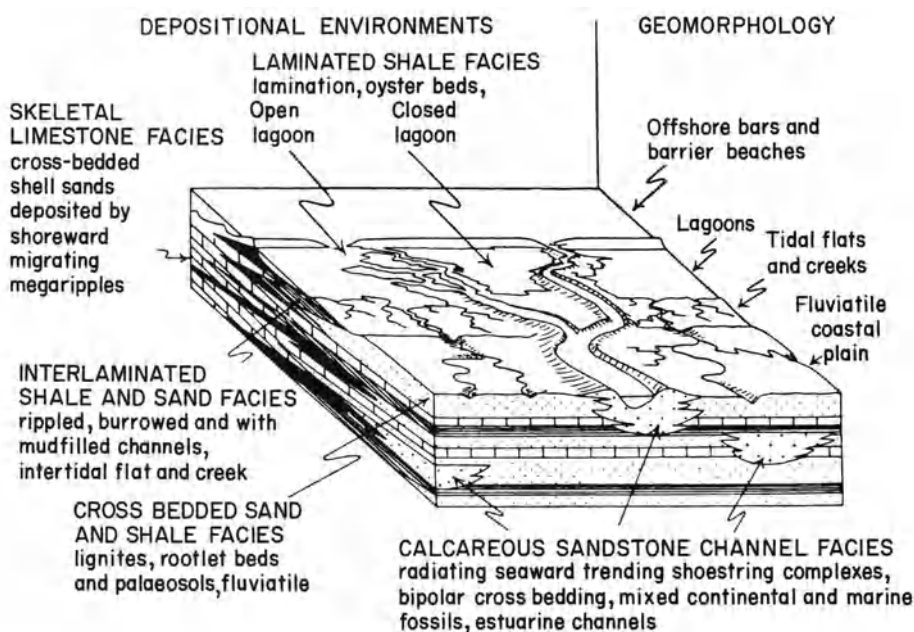 DEPOSITIONAL ENVIRONMENTS
GEOMORPHOLOGY
LAMINATED SHALE FACIES
lamination, oyster beds,
Open
lagoon
Closed
lagoon
SKELETAL
LIMESTONE FACIES
cross-bedded
shell sands
deposited by
shoreward
migrating
megaripples
Offshore bars and
barrier beaches
Lagoons
Tidal flats
and creeks
Fluviatile
coastal
plain
INTERLAMINATED
SHALE AND SAND FACIES
rippled, burrowed and with
mudfilled channels,
intertidal flat and creek
CROSS BEDDED SAND
AND SHALE FACIES
lignites, rootlet beds
and palaeosols, fluviatile
CALCAREOUS SANDSTONE CHANNEL FACIES
radiating seaward trending shoestring complexes,
bipolar cross bedding, mixed continental and marine
fossils, estuarine channels